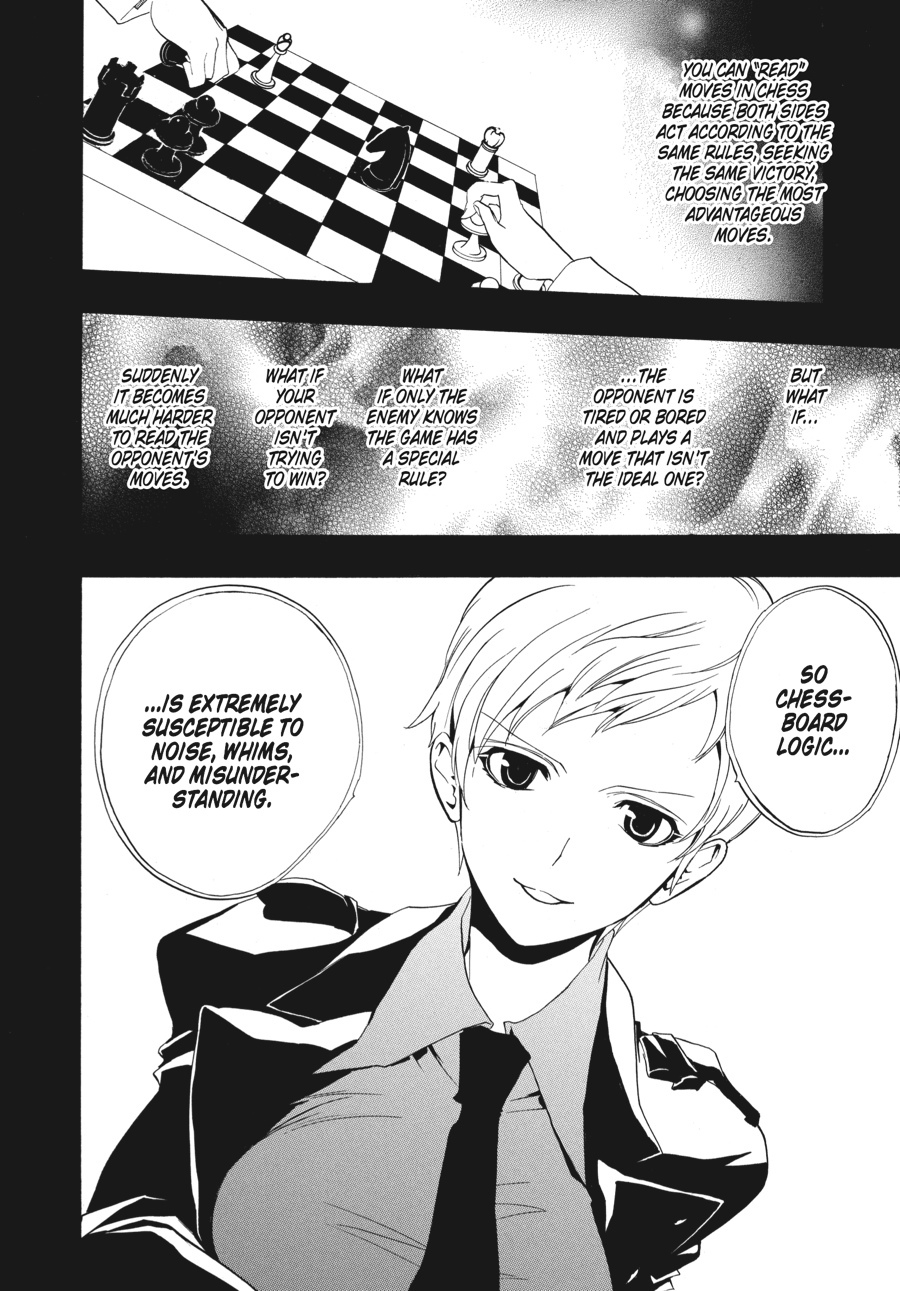 YOU CAN "READ"
MOVES IN CHESS
BECAUSE BOTH SIDES
ACT ACCORDING TO THE
SAME RULES, SEEKING
THE SAME VICTORY,
CHOOSING THE MOST
ADVANTAGEOUS
MOVES.
BUT
WHAT
IF...
...THE
OPPONENT IS
TIRED OR BORED
AND PLAYS A
MOVE THAT ISN'T
THE IDEAL ONE?
WHAT
IF ONLY THE
ENEMY KNOWS
THE GAME HAS
A SPECIAL
RULE?
WHAT IF
YOUR
OPPONENT
ISN'T
TRYING
TO WIN?
SUDDENLY
IT BECOMES
MUCH HARDER
TO READ THE
OPPONENT'S
MOVES.
SO
CHESS-
BOARD
LOGIC...
...IS EXTREMELY
SUSCEPTIBLE TO
NOISE, WHIMS,
AND MISUNDER-
STANDING.